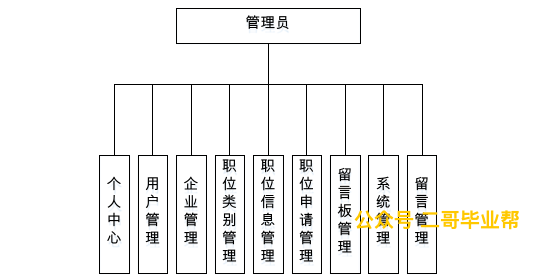 管理员
个人中心
用户管理
企业管理
职位类别管理
职位信息管理
职位申请管理
留言板管理
系统管理
留言管理
公众号 二哥毕业帮